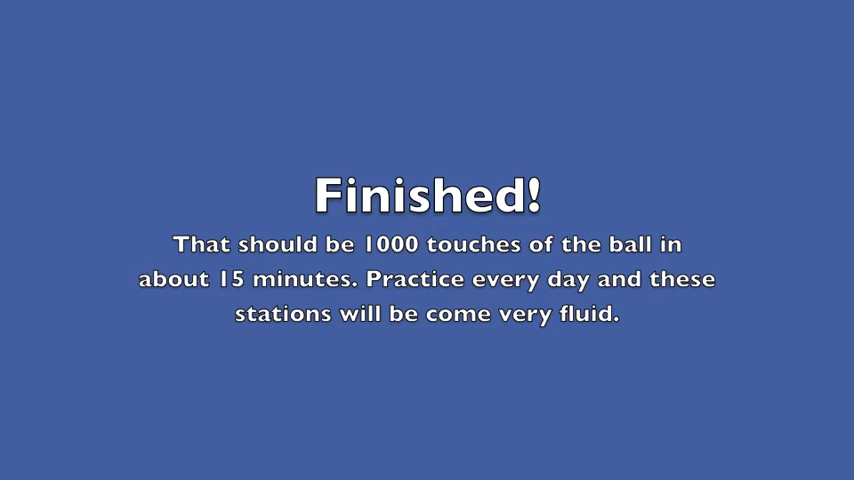 Finished!
That should be 1000 touches of the ball in
about 15 minutes. Practice every day and these
stations will be come very fluid.